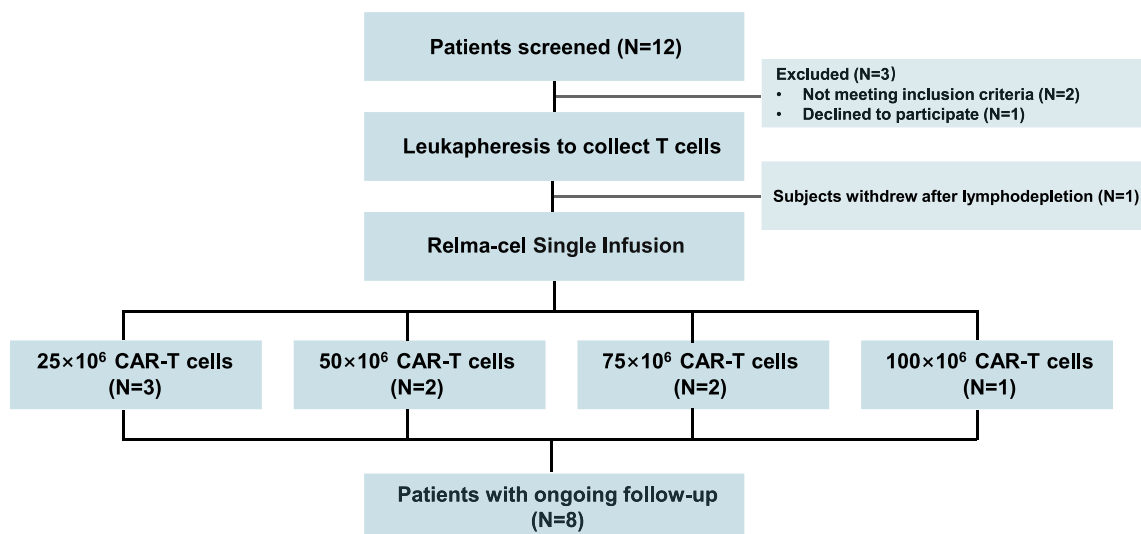 Patients screened (N=12)
Excluded (N=3)
• Not meeting inclusion criteria (N=2)
• Declined to participate (N=1)
Leukapheresis to collect T cells
Subjects withdrew after lymphodepletion (N=1)
Relma-cel Single Infusion
25×10⁶ CAR-T cells
(N=3)
50×10⁶ CAR-T cells
(N=2)
75×10⁶ CAR-T cells
(N=2)
100×10⁶ CAR-T cells
(N=1)
Patients with ongoing follow-up
(N=8)